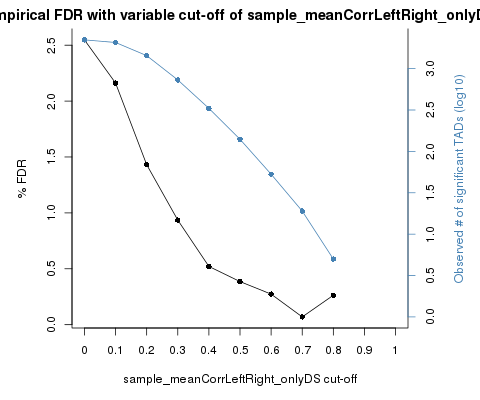 mpirical FDR with variable cut-off of sample_meanCorrLeftRight_onlyD
% FDR
0.0
0.5
1.0
1.5
2.0
2.5
0 0.1 0.2 0.3 0.4 0.5 0.6 0.7 0.8 0.9 1
sample_meanCorrLeftRight_onlyDS cut-off
0.0
0.5
1.0
1.5
2.0
2.5
3.0
Observed # of significant TADs (log10)